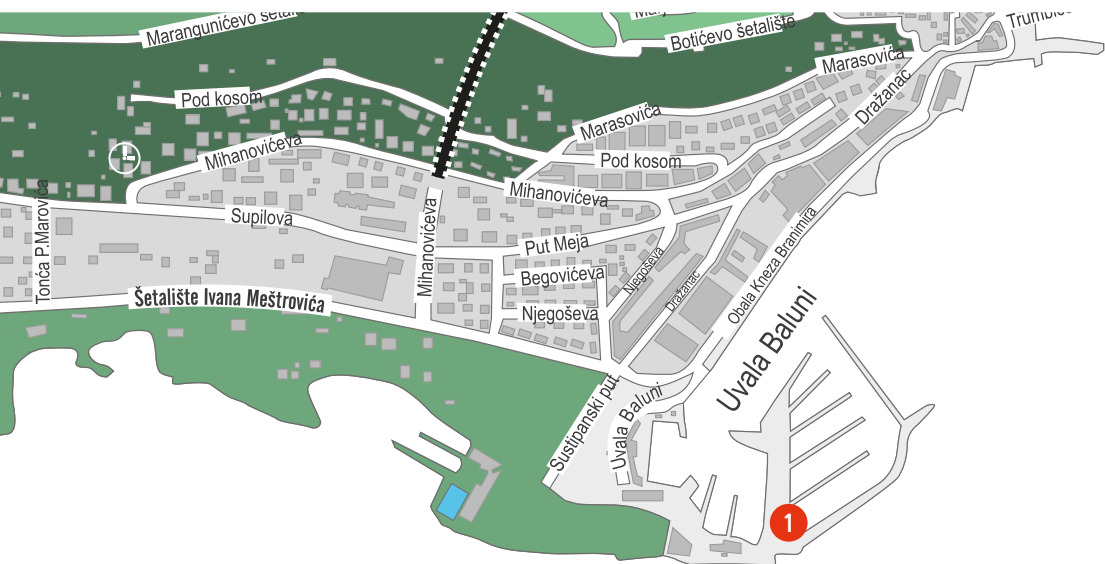 Marangunićevo šetalište
Botićevo šetalište
Marasovića
Dražanac
Pod kosom
Marasovića
Mihanovićeva
Pod kosom
Mihanovićeva
Tonća P.Marovića
Supilova
Mihanovićeva
Put Meja
Begovićeva
Njegoševa
Njegoševa
Dražanac
Obala Kneza Branimira
Šetalište Ivana Meštrovića
Uvala Baluni
Sustipanski put
Uvala Baluni
1